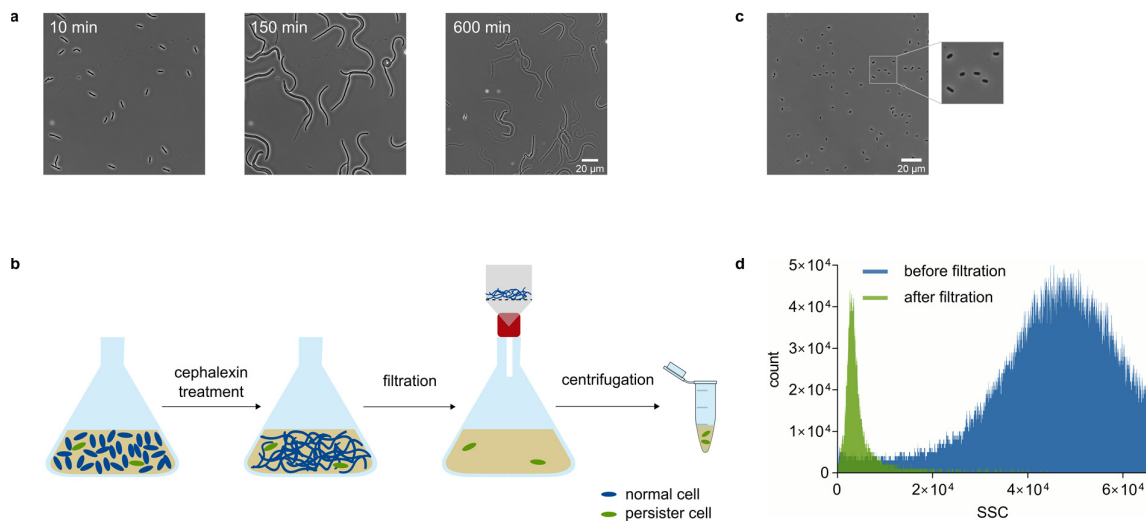 a
10 min
150 min
600 min
20 µm
c
20 µm
b
cephalexin
treatment
filtration
centrifugation
normal cell
persister cell
d
before filtration
after filtration
5×10⁴
4×10⁴
3×10⁴
2×10⁴
1×10⁴
0
count
0
2×10⁴
4×10⁴
6×10⁴
SSC